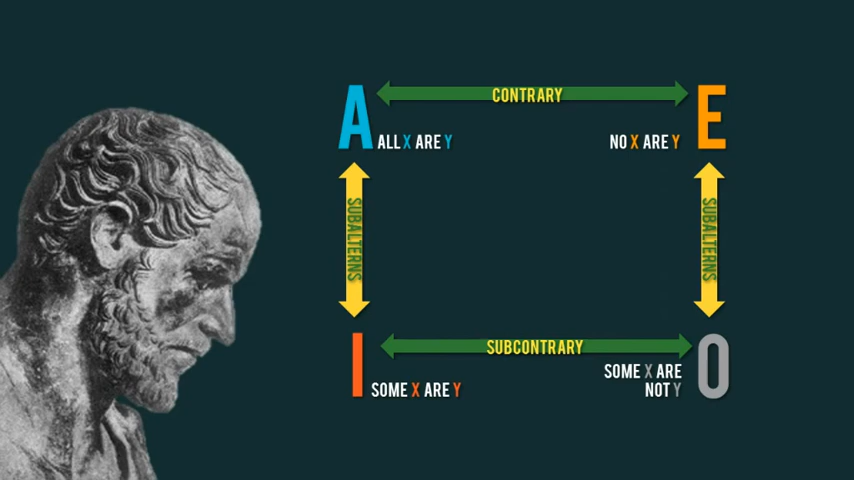 A
CONTRARY
E
ALL X ARE Y
NO X ARE Y
SUBALTERNS
SUBALTERNS
I
SUBCONTRARY
O
SOME X ARE Y
SOME X ARE
NOT Y